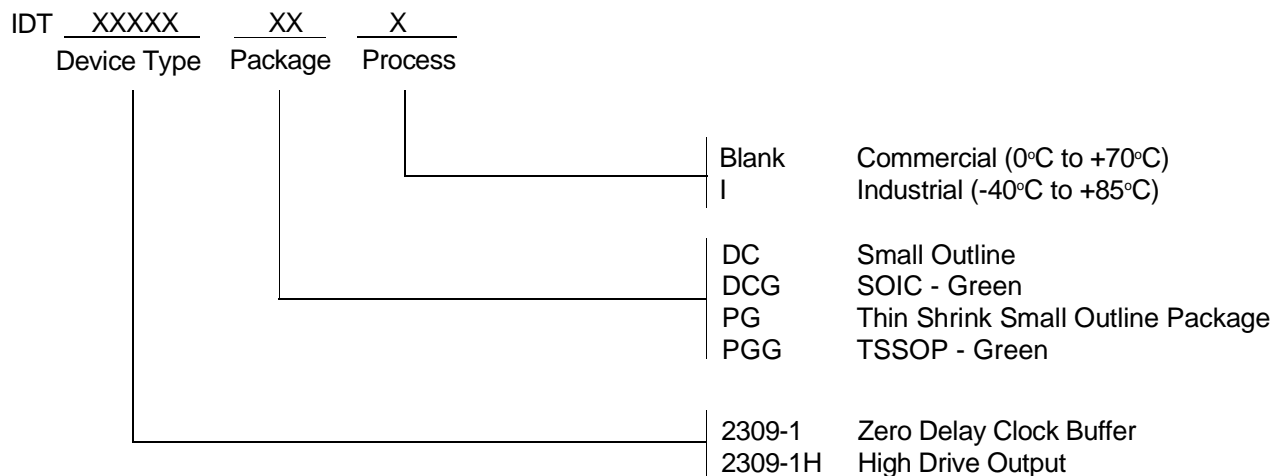 IDT XXXXX XX X
Device Type Package Process
Blank Commercial (0°C to +70°C)
I Industrial (-40°C to +85°C)
DC Small Outline
DCG SOIC - Green
PG Thin Shrink Small Outline Package
PGG TSSOP - Green
2309-1 Zero Delay Clock Buffer
2309-1H High Drive Output